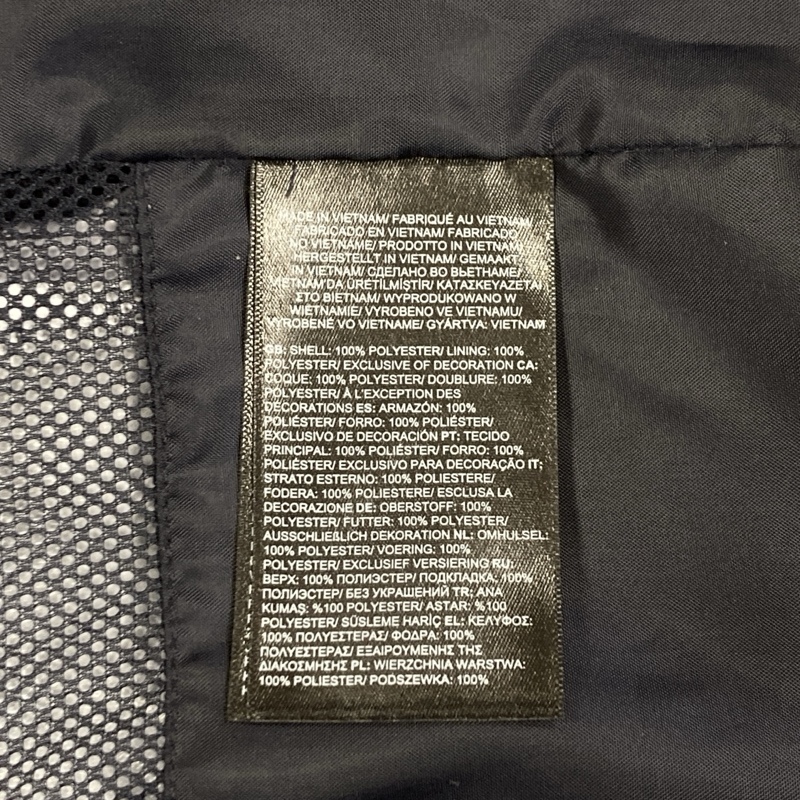 MADE IN VIETNAM/ FABRIQUÉ AU VIETNAM/
FABRICADO EN VIETNAM/ FABRICADO
NO VIETNAME/ PRODOTTO IN VIETNAM/
HERGESTELLT IN VIETNAM/ GEMAAKT
IN VIETNAM/ СДЕЛАНО ВО ВЬЕТНАМЕ/
VIETNAM'DA ÜRETİLMİŞTİR/ ΚΑΤΑΣΚΕΥΑΖΕΤΑΙ
ΣΤΟ ΒΙΕΤΝΑΜ/ WYPRODUKOWANO W
WIETNAMIE/ VYROBENO VE VIETNAMU/
VYROBENÉ VO VIETNAME/ GYÁRTVA: VIETNAM
GB: SHELL: 100% POLYESTER/ LINING: 100%
POLYESTER/ EXCLUSIVE OF DECORATION CA:
COQUE: 100% POLYESTER/ DOUBLURE: 100%
POLYESTER/ À L'EXCEPTION DES
DÉCORATIONS ES: ARMAZÓN: 100%
POLIÉSTER/ FORRO: 100% POLIÉSTER/
EXCLUSIVO DE DECORACIÓN PT: TECIDO
PRINCIPAL: 100% POLIÉSTER/ FORRO: 100%
POLIÉSTER/ EXCLUSIVO PARA DECORAÇÃO IT:
STRATO ESTERNO: 100% POLIESTERE/
FODERA: 100% POLIESTERE/ ESCLUSA LA
DECORAZIONE DE: OBERSTOFF: 100%
POLYESTER/ FUTTER: 100% POLYESTER/
AUSSCHLIEßLICH DEKORATION NL: OMHULSEL:
100% POLYESTER/ VOERING: 100%
POLYESTER/ EXCLUSIEF VERSIERING RU:
ВЕРХ: 100% ПОЛИЭСТЕР/ ПОДКЛАДКА: 100%
ПОЛИЭСТЕР/ БЕЗ УКРАШЕНИЙ TR: ANA
KUMAŞ: %100 POLYESTER/ ASTAR: %100
POLYESTER/ SÜSLEME HARİÇ EL: ΚΕΛΥΦΟΣ:
100% ΠΟΛΥΕΣΤΕΡΑΣ/ ΦΟΔΡΑ: 100%
ΠΟΛΥΕΣΤΕΡΑΣ/ ΕΞΑΙΡΟΥΜΕΝΗΣ ΤΗΣ
ΔΙΑΚΟΣΜΗΣΗΣ PL: WIERZCHNIA WARSTWA:
100% POLIESTER/ PODSZEWKA: 100%